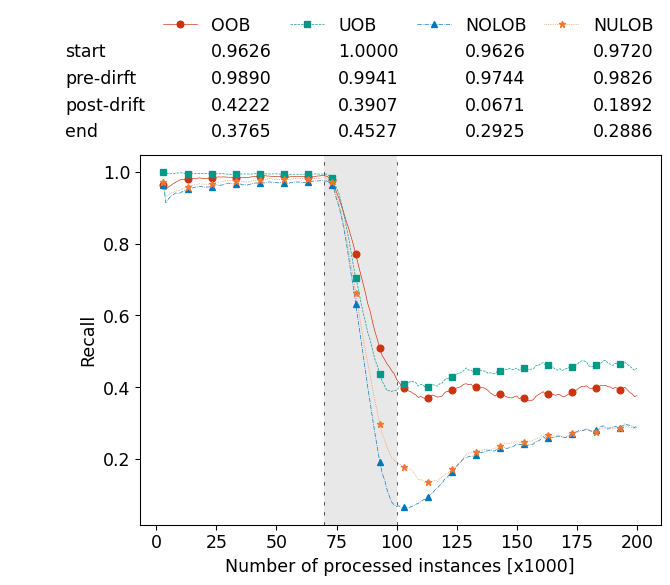 OOB UOB NOLOB NULOB
start 0.9626 1.0000 0.9626 0.9720
pre-dirft 0.9890 0.9941 0.9744 0.9826
post-drift 0.4222 0.3907 0.0671 0.1892
end 0.3765 0.4527 0.2925 0.2886
1.0
0.8
0.6
0.4
0.2
Recall
0 25 50 75 100 125 150 175 200
Number of processed instances [x1000]